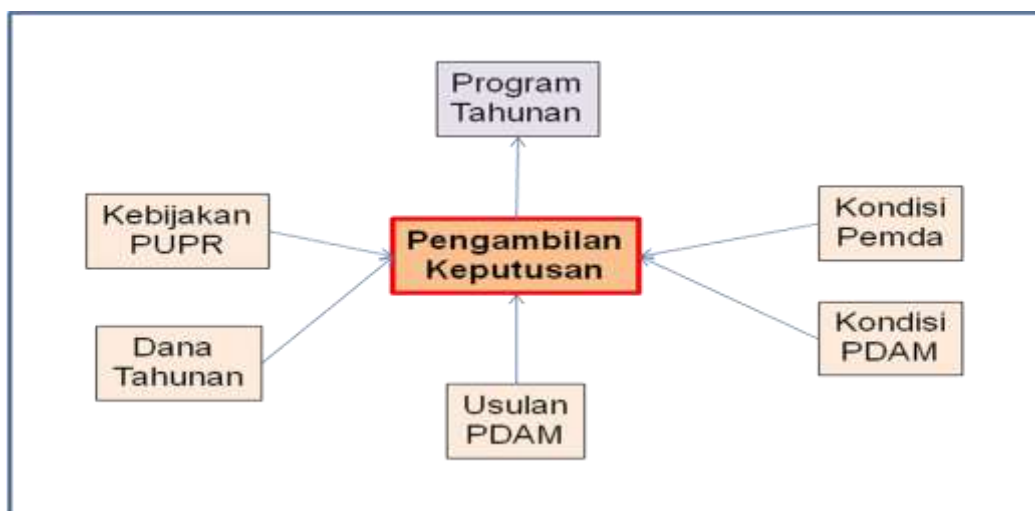 Program
Tahunan
Kebijakan
PUPR
Pengambilan
Keputusan
Kondisi
Pemda
Dana
Tahunan
Usulan
PDAM
Kondisi
PDAM